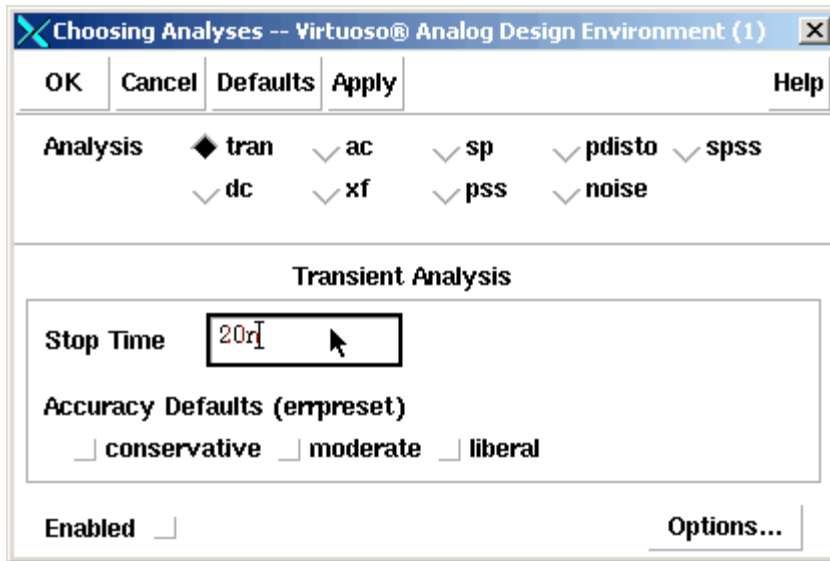 Choosing Analyses -- Virtuoso® Analog Design Environment (1)
OK Cancel Defaults Apply Help
Analysis tran ac sp pdisto spss
dc xf pss noise
Transient Analysis
Stop Time 20n
Accuracy Defaults (errpreset)
conservative moderate liberal
Enabled Options...